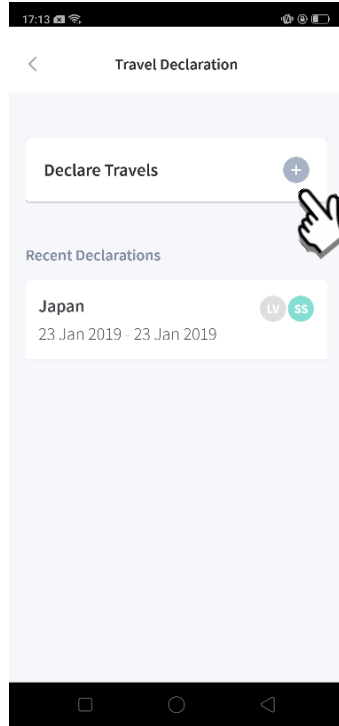 17:13
Travel Declaration
Declare Travels
Recent Declarations
Japan
LV SS
23 Jan 2019 - 23 Jan 2019